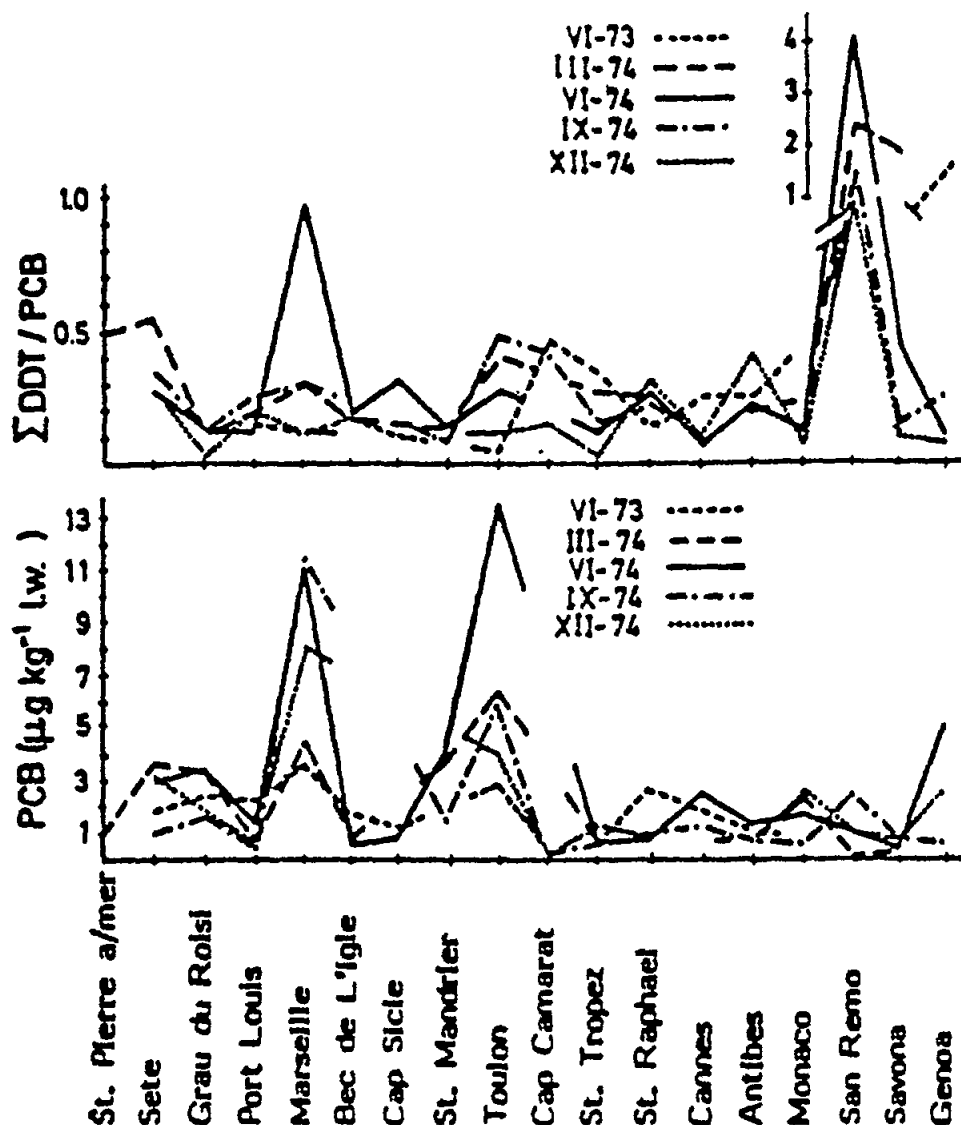 VI-73
III-74
VI-74
IX-74
XII-74
4
3
2
1
1.0
0.5
ΣDDT/PCB
VI-73
III-74
VI-74
IX-74
XII-74
13
11
9
7
5
3
1
PCB (µg kg⁻¹ l.w. )
St. Pierre a/mer
Sete
Grau du Roisi
Port Louis
Marseille
Bec de L'Igle
Cap Sicie
St. Mandrier
Toulon
Cap Camarat
St. Tropez
St. Raphael
Cannes
Antibes
Monaco
San Remo
Savona
Genoa